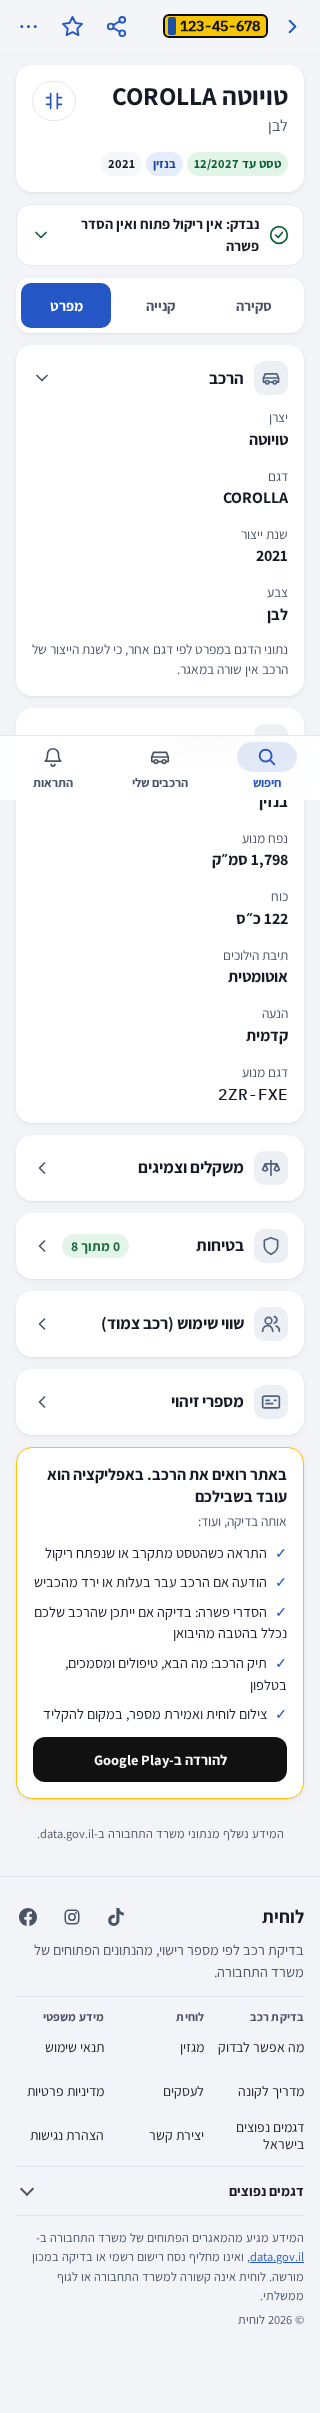 123-45-678
טויוטה COROLLA
לבן
טסט עד 12/2027
בנזין
2021
נבדק: אין ריקול פתוח ואין הסדר
פשרה
סקירה
קנייה
מפרט
הרכב
יצרן
טויוטה
דגם
COROLLA
שנת ייצור
2021
צבע
לבן
נתוני הדגם במפרט לפי דגם אחר, כי לשנת הייצור של
הרכב אין שורה במאגר.
חיפוש
הרכבים שלי
התראות
בנזין
נפח מנוע
1,798 סמ״ק
כוח
122 כ״ס
תיבת הילוכים
אוטומטית
הנעה
קדמית
דגם מנוע
2ZR-FXE
משקלים וצמיגים
בטיחות
0 מתוך 8
שווי שימוש (רכב צמוד)
מספרי זיהוי
באתר רואים את הרכב. באפליקציה הוא
עובד בשבילכם
אותה בדיקה, ועוד:
✓ התראה כשהטסט מתקרב או שנפתח ריקול
✓ הודעה אם הרכב עבר בעלות או ירד מהכביש
✓ הסדרי פשרה: בדיקה אם ייתכן שהרכב שלכם
נכלל בהטבה מהיבואן
✓ תיק הרכב: מה הבא, טיפולים ומסמכים,
בטלפון
✓ צילום לוחית ואמירת מספר, במקום להקליד
להורדה ב-Google Play
המידע נשלף מנתוני משרד התחבורה ב-data.gov.il.
לוחית
בדיקת רכב לפי מספר רישוי, מהנתונים הפתוחים של
משרד התחבורה.
בדיקת רכב
לוחית
מידע משפטי
מה אפשר לבדוק
מגזין
תנאי שימוש
מדריך לקונה
לעסקים
מדיניות פרטיות
דגמים נפוצים
בישראל
יצירת קשר
הצהרת נגישות
דגמים נפוצים
המידע מגיע מהמאגרים הפתוחים של משרד התחבורה ב-
data.gov.il, ואינו מחליף נסח רישום רשמי או בדיקה במכון
מורשה. לוחית אינה קשורה למשרד התחבורה או לגוף
ממשלתי.
© 2026 לוחית